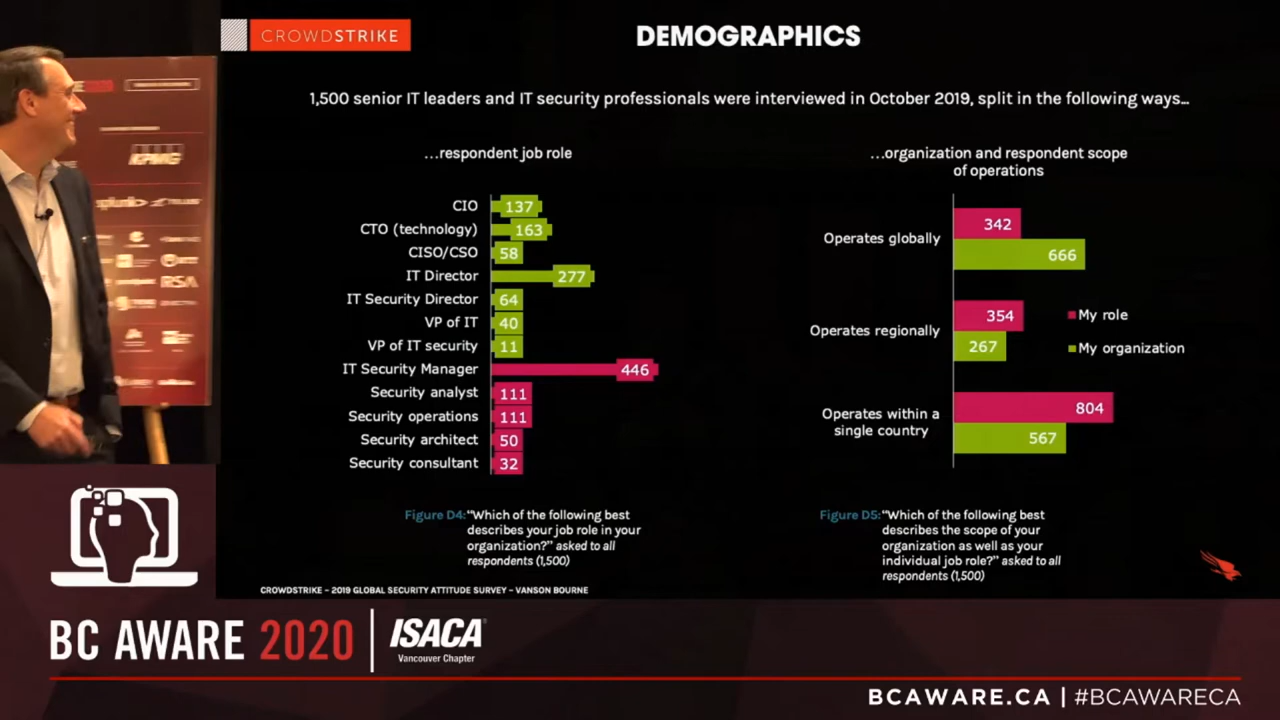 CROWDSTRIKE
DEMOGRAPHICS
1,500 senior IT leaders and IT security professionals were interviewed in October 2019, split in the following ways...
...respondent job role
CIO 137
CTO (technology) 163
CISO/CSO 58
IT Director 277
IT Security Director 64
VP of IT 40
VP of IT security 11
IT Security Manager 446
Security analyst 111
Security operations 111
Security architect 50
Security consultant 32
Figure D4: "Which of the following best
describes your job role in your
organization?" asked to all
respondents (1,500)
...organization and respondent scope
of operations
342
Operates globally
666
354
Operates regionally
267
804
Operates within a
single country
567
My role
My organization
Figure D5: "Which of the following best
describes the scope of your
organization as well as your
individual job role?" asked to all
respondents (1,500)
CROWDSTRIKE – 2019 GLOBAL SECURITY ATTITUDE SURVEY – VANSON BOURNE
KPMG
splunk>
RSA
BC AWARE 2020
ISACA
Vancouver Chapter
BCAWARE.CA | #BCAWARECA